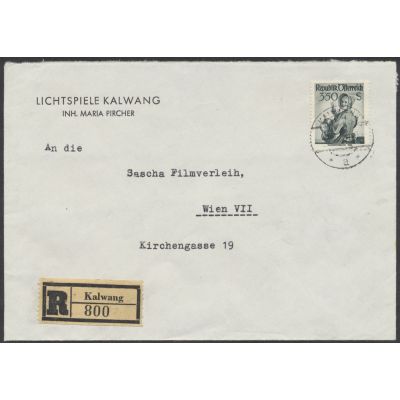 LICHTSPIELE KALWANG
INH. MARIA PIRCHER
Republik Österreich
350 S
An die
Sascha Filmverleih,
Wien VII
Kirchengasse 19
R
Kalwang
800